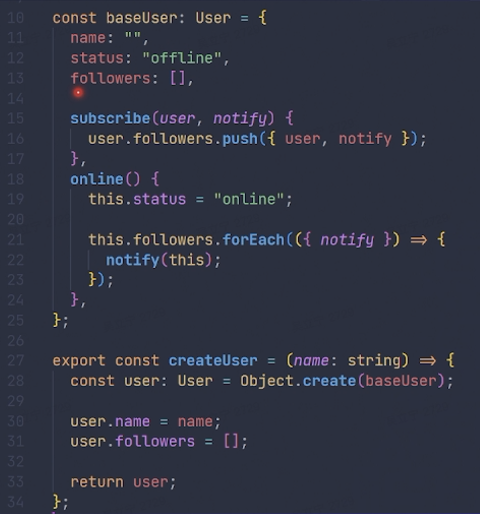 10 const baseUser: User = {
11 name: "",
12 status: "offline",
13 followers: [],
14
15 subscribe(user, notify) {
16 user.followers.push({ user, notify });
17 },
18 online() {
19 this.status = "online";
20
21 this.followers.forEach(({ notify }) => {
22 notify(this);
23 });
24 },
25 };
26
27 export const createUser = (name: string) => {
28 const user: User = Object.create(baseUser);
29
30 user.name = name;
31 user.followers = [];
32
33 return user;
34 };